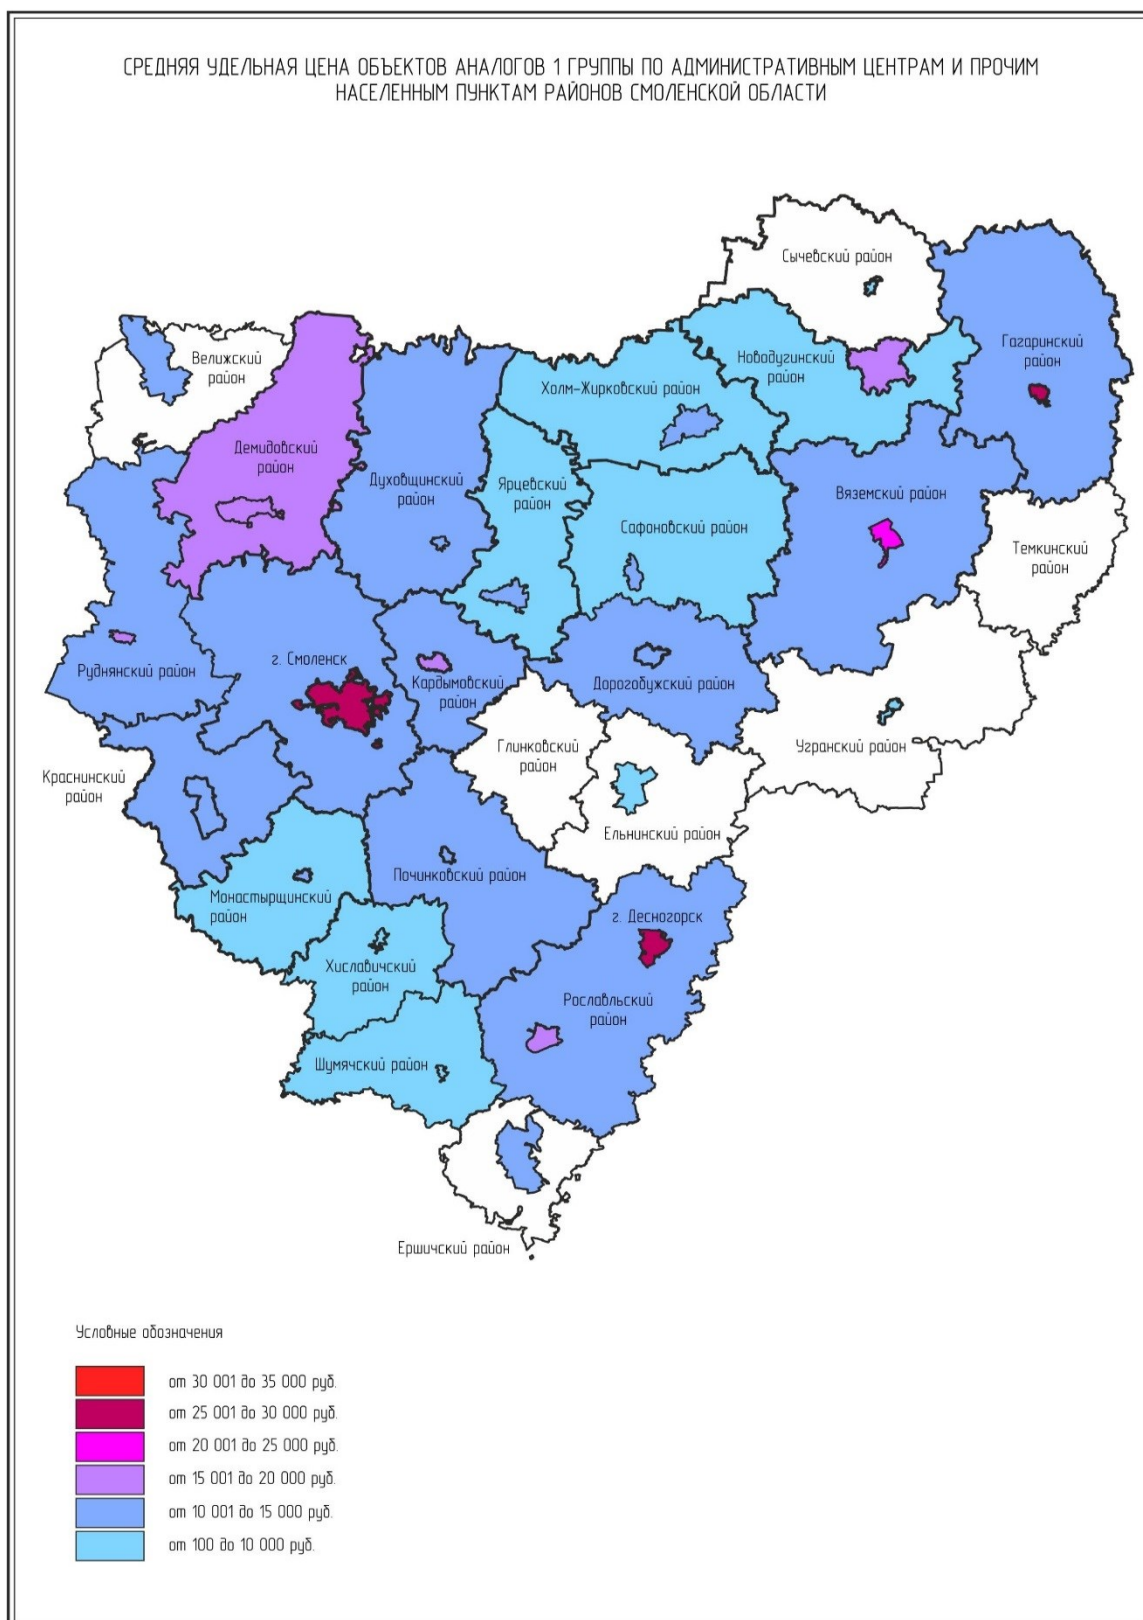 СРЕДНЯЯ УДЕЛЬНАЯ ЦЕНА ОБЪЕКТОВ АНАЛОГОВ 1 ГРУППЫ ПО АДМИНИСТРАТИВНЫМ ЦЕНТРАМ И ПРОЧИМ
НАСЕЛЕННЫМ ПУНКТАМ РАЙОНОВ СМОЛЕНСКОЙ ОБЛАСТИ
Сычевский район
Гагаринский
район
Велижский
район
Новодугинский
район
Холм-Жирковский район
Демидовский
район
Духовщинский
район
Ярцевский
район
Вяземский район
Сафоновский район
Темкинский
район
Руднянский район
г. Смоленск
Кардымовский
район
Дорогобужский район
Глинковский
район
Угранский район
Краснинский
район
Ельнинский район
Починковский район
Монастырщинский
район
г. Десногорск
Хиславичский
район
Рославльский
район
Шумячский район
Ершичский район
Условные обозначения
от 30 001 до 35 000 руб.
от 25 001 до 30 000 руб.
от 20 001 до 25 000 руб.
от 15 001 до 20 000 руб.
от 10 001 до 15 000 руб.
от 100 до 10 000 руб.